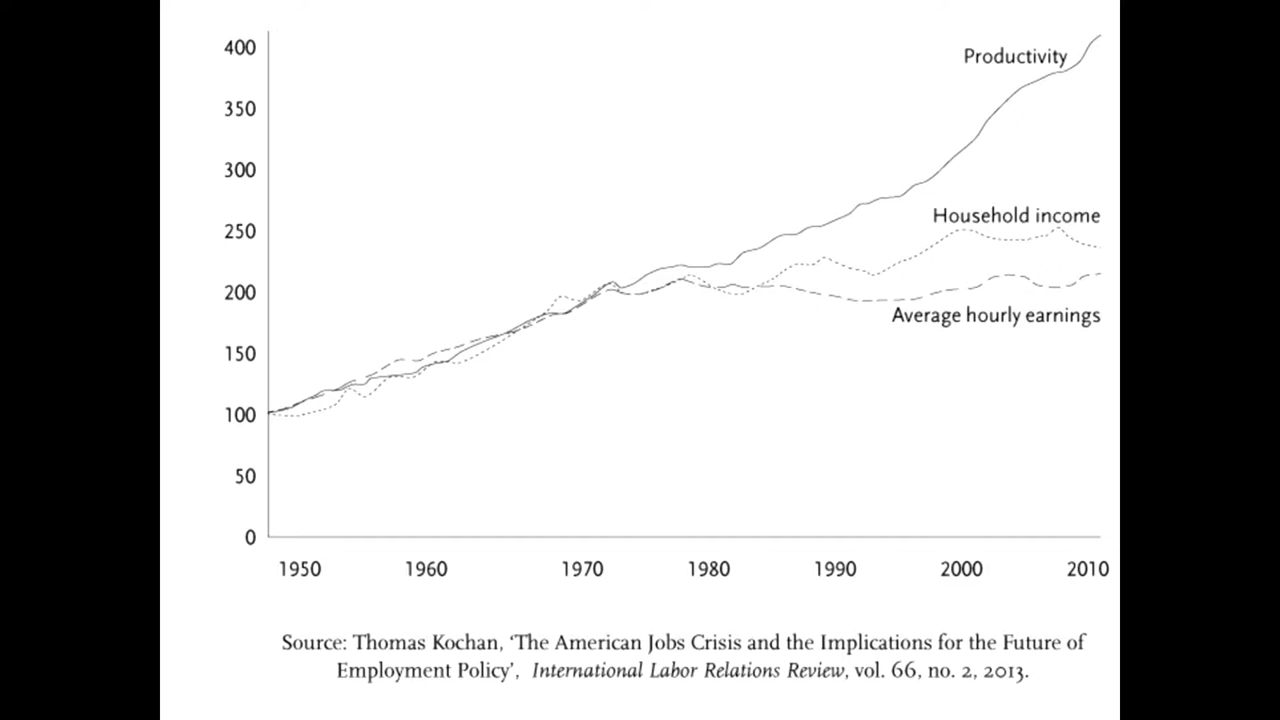 400
Productivity
350
300
250
Household income
200
Average hourly earnings
150
100
50
0
1950 1960 1970 1980 1990 2000 2010
Source: Thomas Kochan, ‘The American Jobs Crisis and the Implications for the Future of
Employment Policy’, International Labor Relations Review, vol. 66, no. 2, 2013.